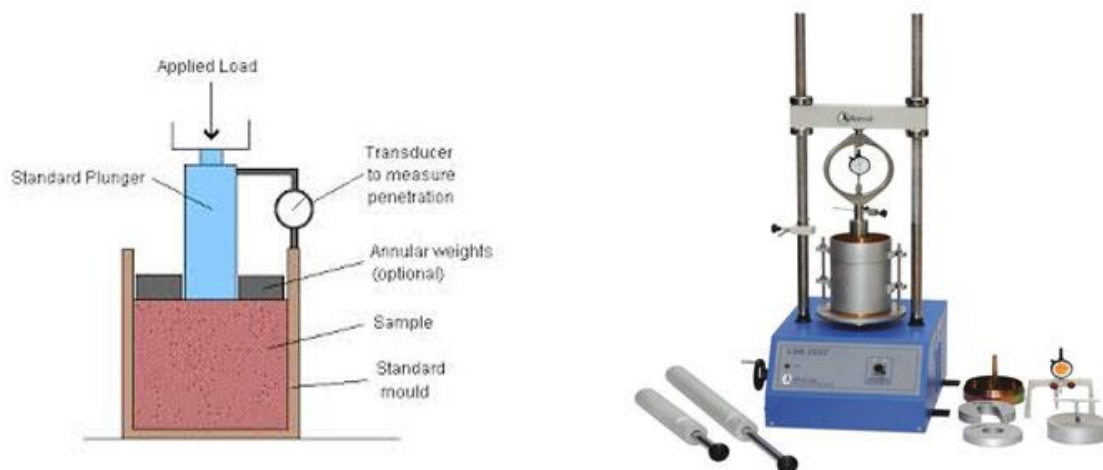 Applied Load
Standard Plunger
Transducer
to measure
penetration
Annular weights
(optional)
Sample
Standard
mould